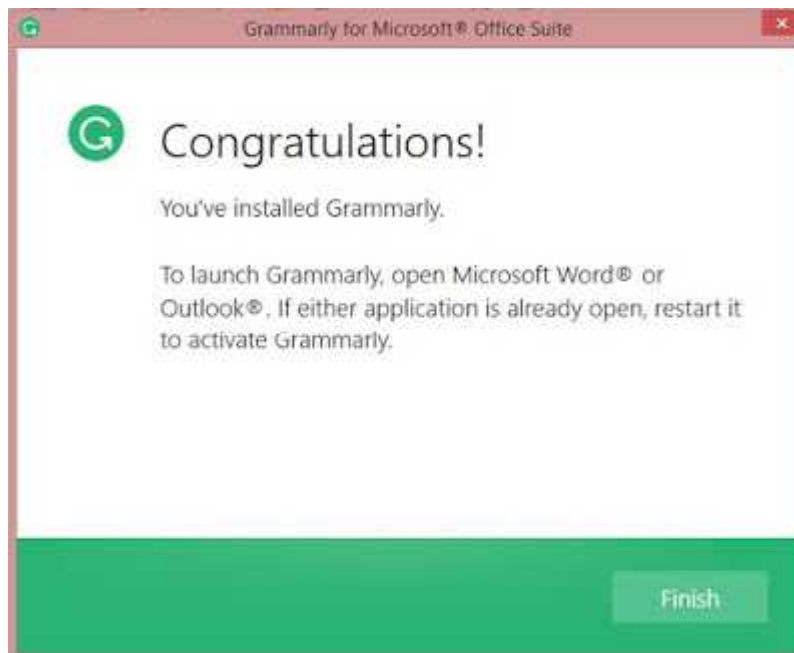 Grammarly for Microsoft® Office Suite
Congratulations!
You've installed Grammarly.
To launch Grammarly, open Microsoft Word® or
Outlook®. If either application is already open, restart it
to activate Grammarly.
Finish